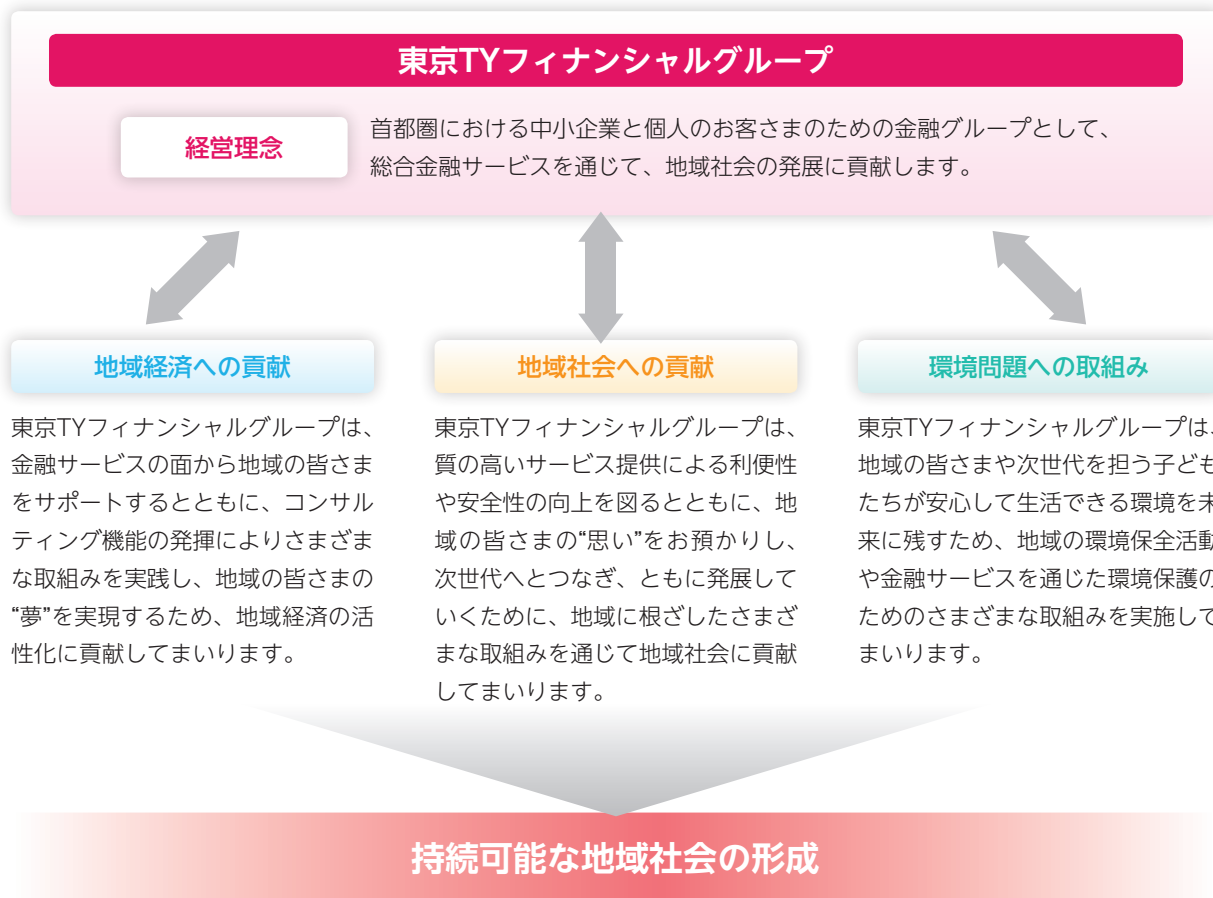 東京TYフィナンシャルグループ
経営理念
首都圏における中小企業と個人のお客さまのための金融グループとして、
総合金融サービスを通じて、地域社会の発展に貢献します。
地域経済への貢献
東京TYフィナンシャルグループは、
金融サービスの面から地域の皆さま
をサポートするとともに、コンサル
ティング機能の発揮によりさまざま
な取組みを実践し、地域の皆さまの
“夢”を実現するため、地域経済の活
性化に貢献してまいります。
地域社会への貢献
東京TYフィナンシャルグループは、
質の高いサービス提供による利便性
や安全性の向上を図るとともに、地
域の皆さまの“思い”をお預かりし、
次世代へとつなぎ、ともに発展して
いくために、地域に根ざしたさまざ
まな取組みを通じて地域社会に貢献
してまいります。
環境問題への取組み
東京TYフィナンシャルグループは、
地域の皆さまや次世代を担う子ども
たちが安心して生活できる環境を未
来に残すため、地域の環境保全活動
や金融サービスを通じた環境保護の
ためのさまざまな取組みを実施して
まいります。
持続可能な地域社会の形成